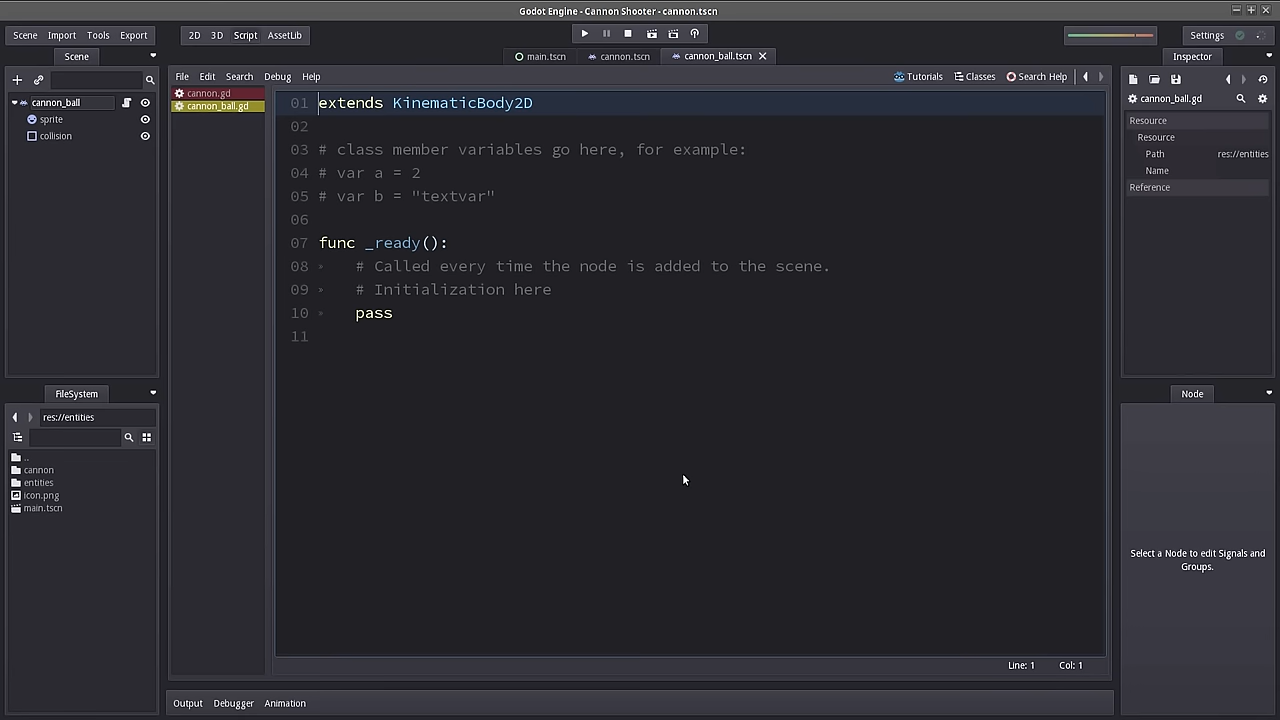 Godot Engine - Cannon Shooter - cannon.tscn
Scene Import Tools Export 2D 3D Script AssetLib Settings
Scene main.tscn cannon.tscn cannon_ball.tscn Inspector
File Edit Search Debug Help Tutorials Classes Search Help
cannon.gd
cannon_ball.gd
cannon_ball
sprite
collision
01 extends KinematicBody2D
02
03 # class member variables go here, for example:
04 # var a = 2
05 # var b = "textvar"
06
07 func _ready():
08 # Called every time the node is added to the scene.
09 # Initialization here
10 pass
11
Line: 1 Col: 1
cannon_ball.gd
Resource
Resource
Path res://entities
Name
Reference
FileSystem
res://entities
..
cannon
entities
icon.png
main.tscn
Node
Select a Node to edit Signals and
Groups.
Output Debugger Animation